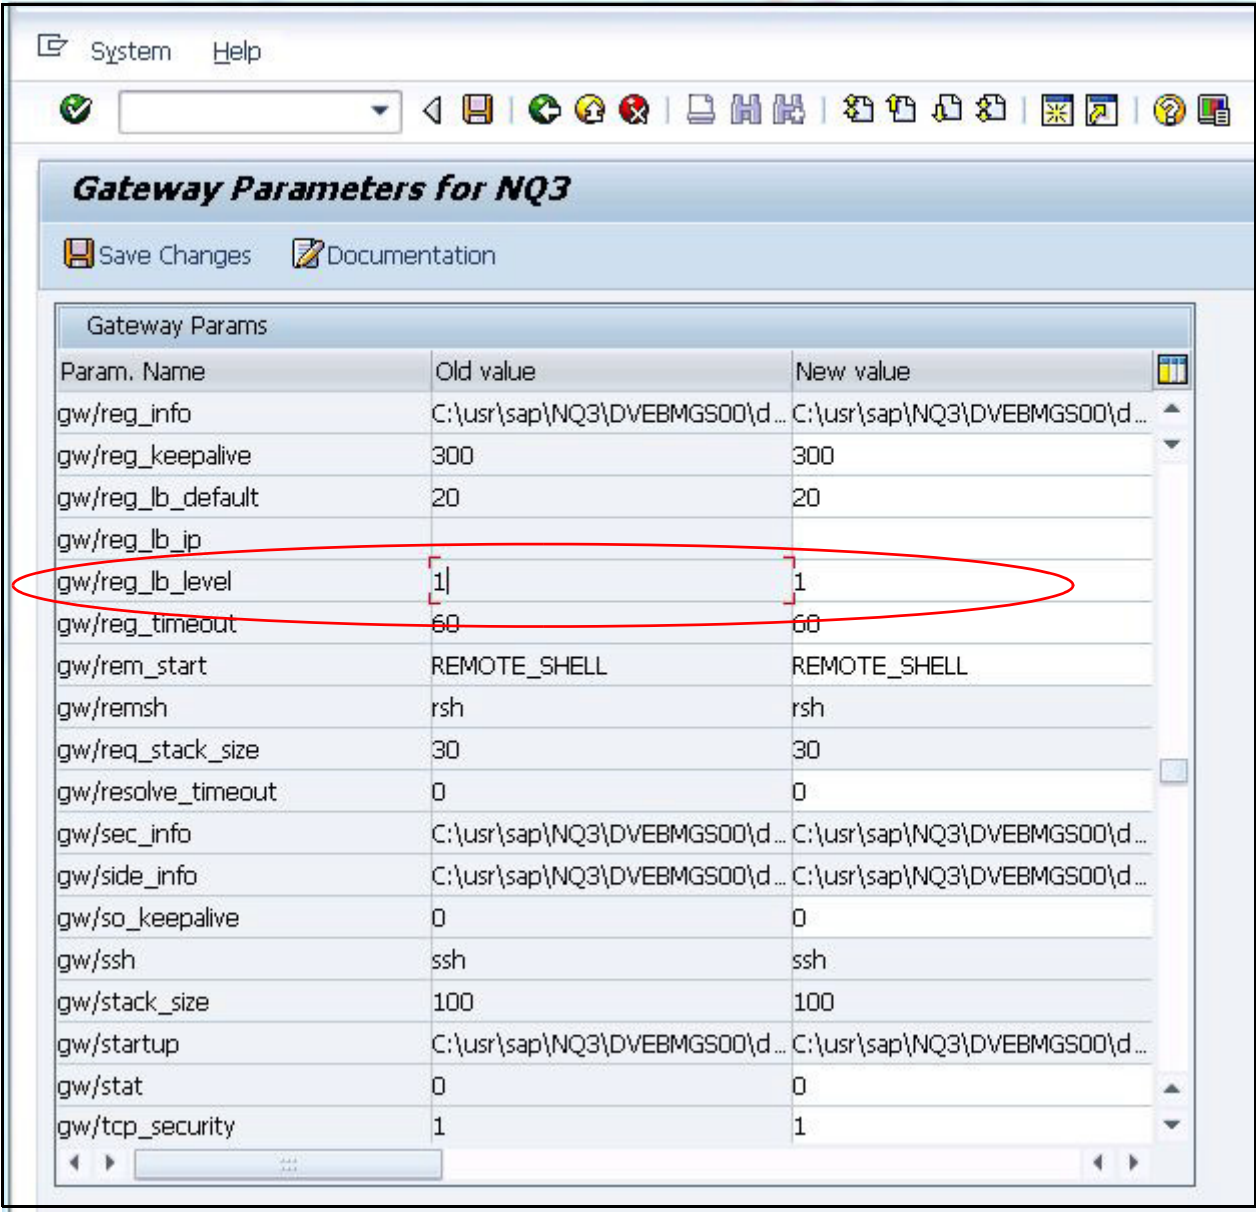 System Help
Gateway Parameters for NQ3
Save Changes Documentation
Gateway Params
Param. Name Old value New value
gw/reg_info C:\usr\sap\NQ3\DVEBMGS00\d... C:\usr\sap\NQ3\DVEBMGS00\d...
gw/reg_keepalive 300 300
gw/reg_lb_default 20 20
gw/reg_lb_ip
gw/reg_lb_level 1 1
gw/reg_timeout 60 60
gw/rem_start REMOTE_SHELL REMOTE_SHELL
gw/remsh rsh rsh
gw/req_stack_size 30 30
gw/resolve_timeout 0 0
gw/sec_info C:\usr\sap\NQ3\DVEBMGS00\d... C:\usr\sap\NQ3\DVEBMGS00\d...
gw/side_info C:\usr\sap\NQ3\DVEBMGS00\d... C:\usr\sap\NQ3\DVEBMGS00\d...
gw/so_keepalive 0 0
gw/ssh ssh ssh
gw/stack_size 100 100
gw/startup C:\usr\sap\NQ3\DVEBMGS00\d... C:\usr\sap\NQ3\DVEBMGS00\d...
gw/stat 0 0
gw/tcp_security 1 1